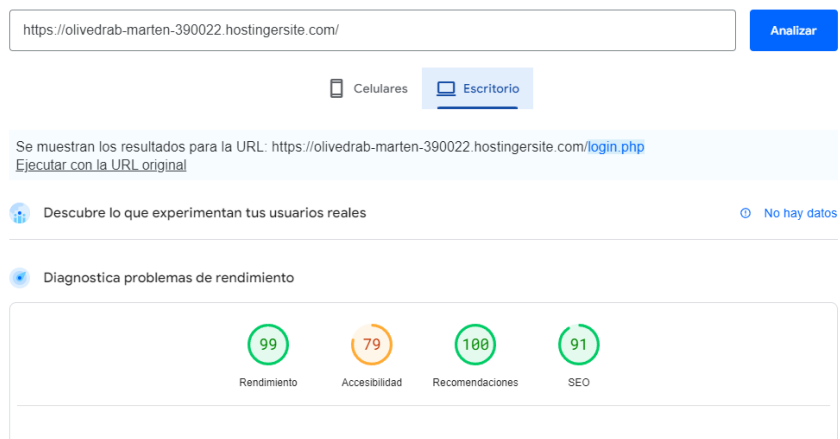 https://olivedrab-marten-390022.hostingersite.com/
Analizar
Celulares
Escritorio
Se muestran los resultados para la URL: https://olivedrab-marten-390022.hostingersite.com/login.php
Ejecutar con la URL original
Descubre lo que experimentan tus usuarios reales
No hay datos
Diagnostica problemas de rendimiento
99 79 100 91
Rendimiento Accesibilidad Recomendaciones SEO